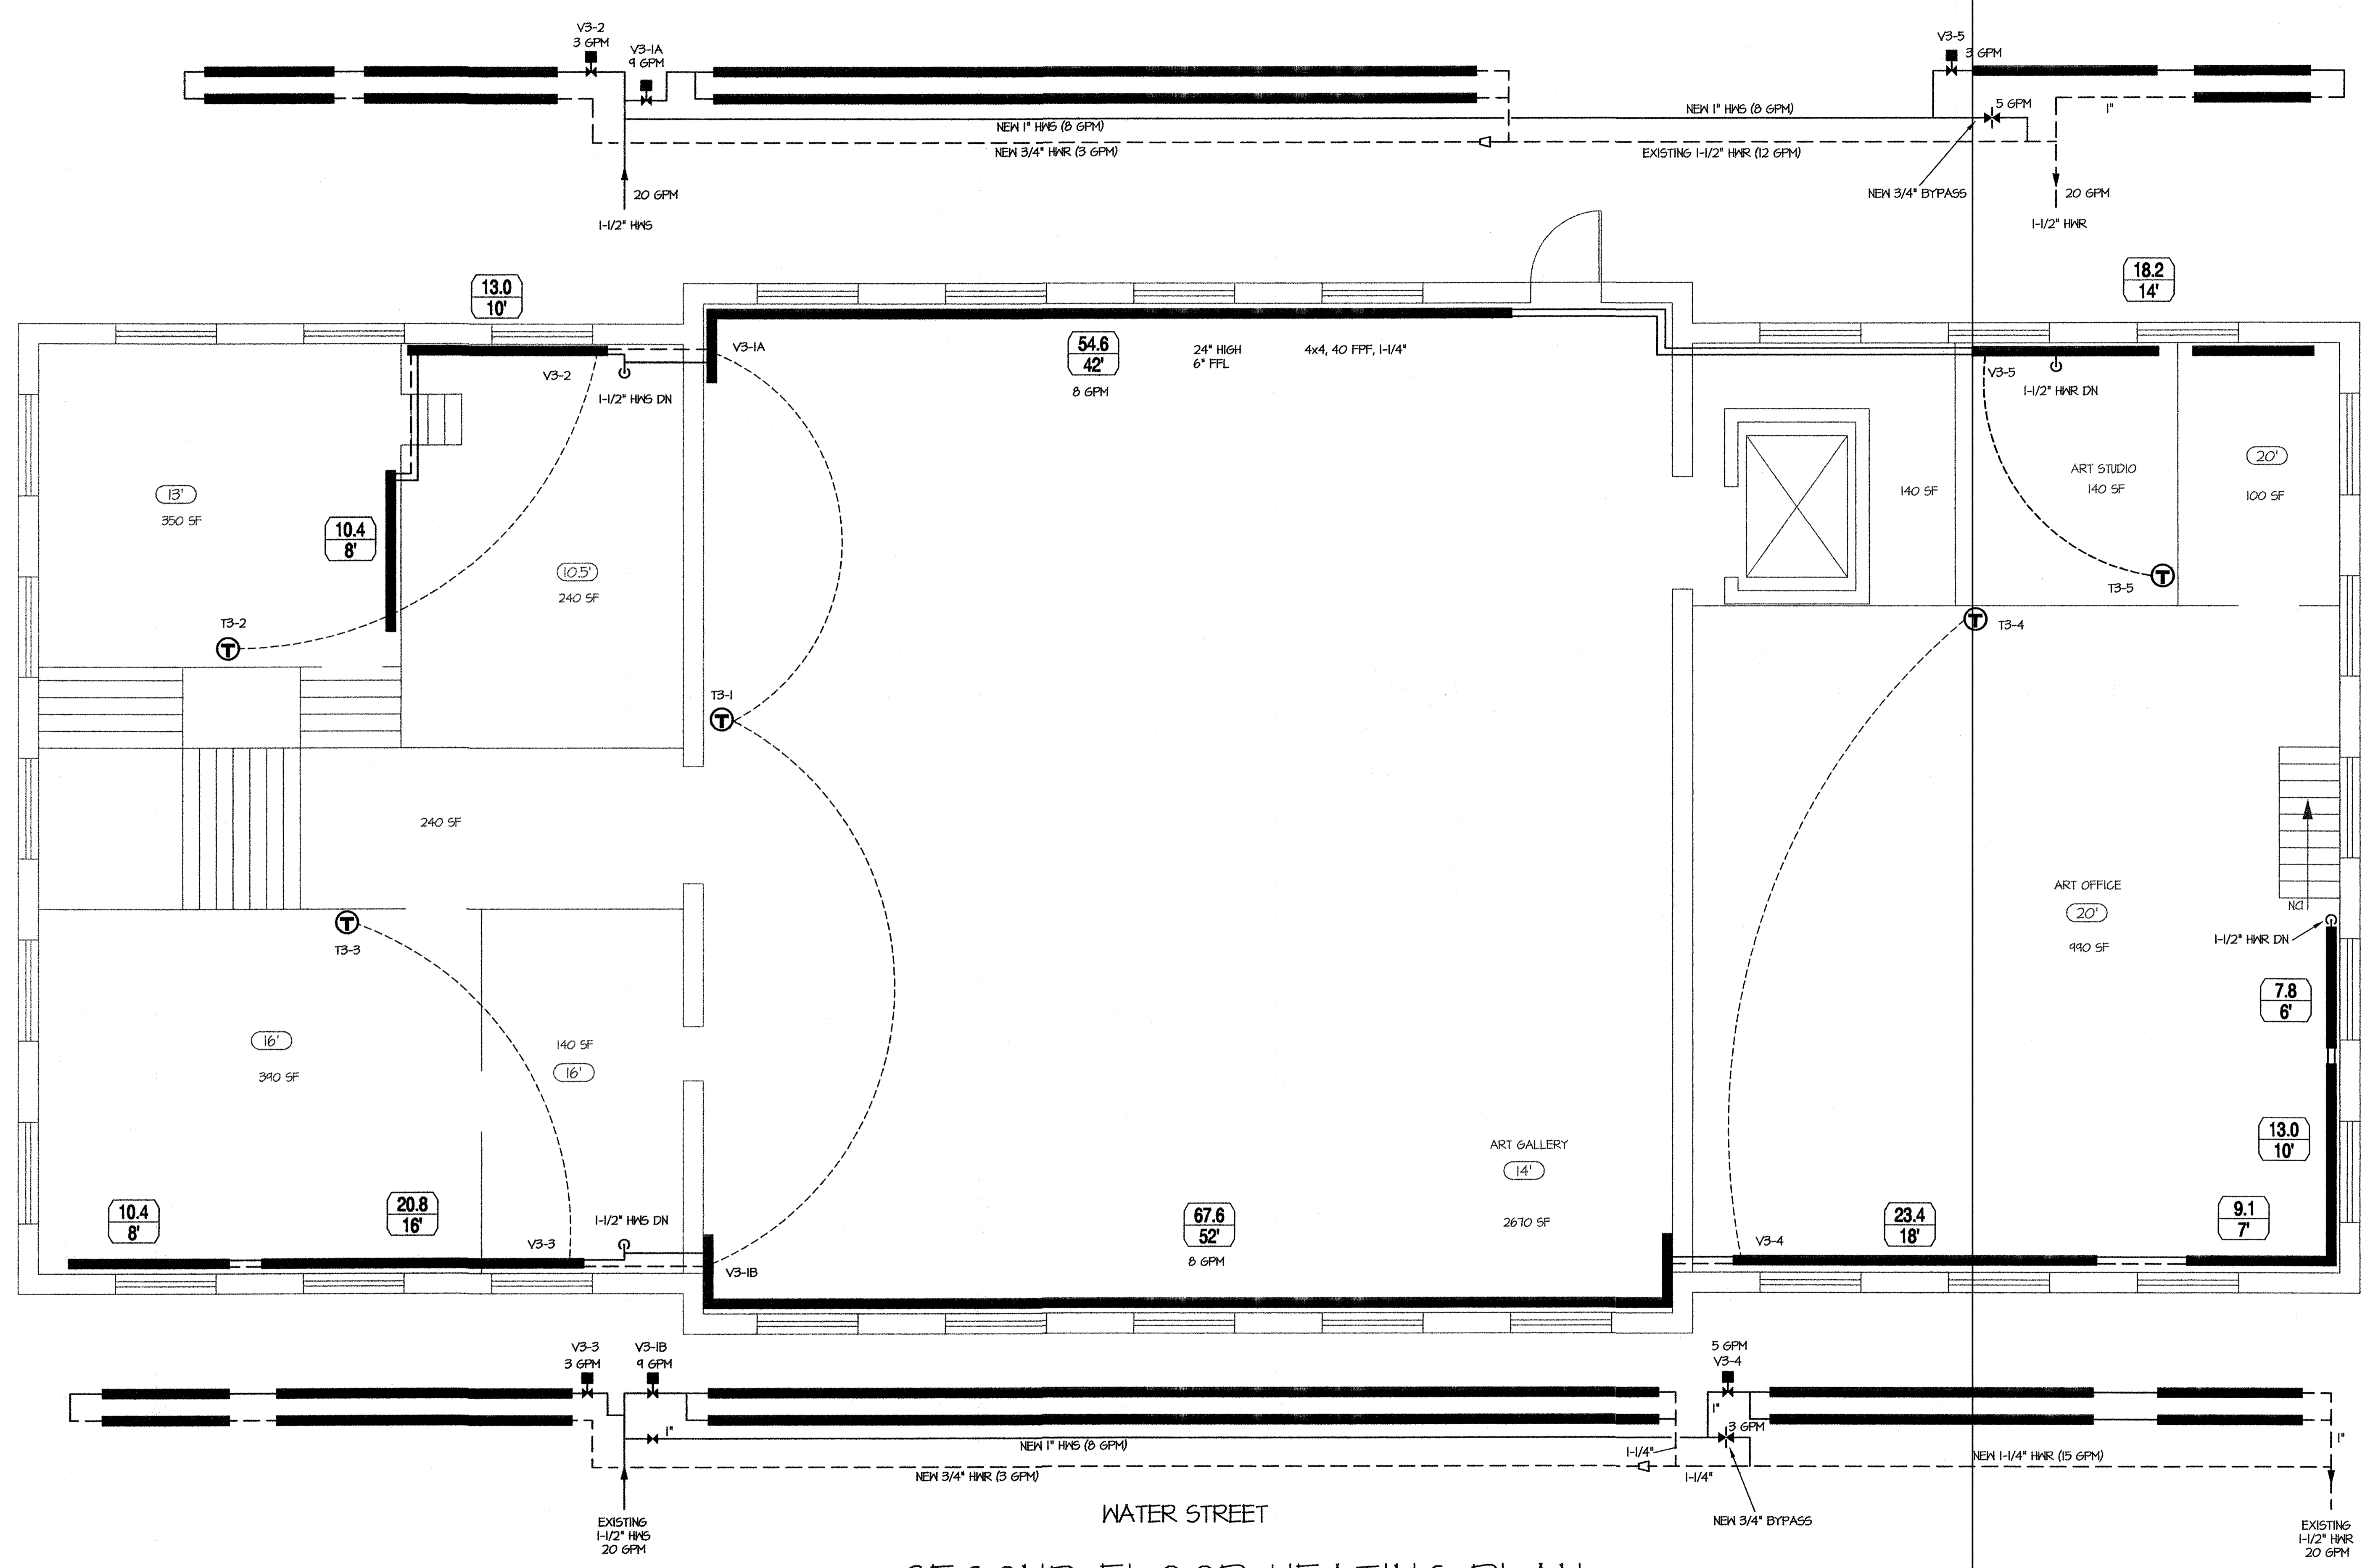 V3-2
3 GPM
V3-1A
9 GPM
V3-5
3 GPM
NEW 1" HWS (8 GPM)
NEW 1" HWS (8 GPM)
5 GPM
1"
NEW 3/4" HWR (3 GPM)
EXISTING 1-1/2" HWR (12 GPM)
20 GPM
1-1/2" HWS
NEW 3/4" BYPASS
20 GPM
1-1/2" HWR
13.0
10'
18.2
14'
V3-1A
54.6
42'
8 GPM
24" HIGH
6" FFL
4x4, 40 FPF, 1-1/4"
V3-2
1-1/2" HWS DN
V3-5
1-1/2" HWR DN
13'
350 SF
10.4
8'
10.5'
240 SF
140 SF
ART STUDIO
140 SF
20'
100 SF
T3-5
T
T3-2
T
T
T3-4
T3-1
T
240 SF
T
T3-3
ART OFFICE
20'
990 SF
DN
1-1/2" HWR DN
7.8
6'
16'
390 SF
140 SF
16'
ART GALLERY
14'
2670 SF
13.0
10'
10.4
8'
20.8
16'
1-1/2" HWS DN
V3-3
V3-1B
67.6
52'
8 GPM
V3-4
23.4
18'
9.1
7'
V3-3
3 GPM
V3-1B
9 GPM
5 GPM
V3-4
1"
3 GPM
1"
NEW 1" HWS (8 GPM)
1-1/4"
NEW 1-1/4" HWR (15 GPM)
1"
NEW 3/4" HWR (3 GPM)
1-1/4"
WATER STREET
NEW 3/4" BYPASS
EXISTING
1-1/2" HWS
20 GPM
EXISTING
1-1/2" HWR
20 GPM
SECOND FLOOR HEATING PLAN